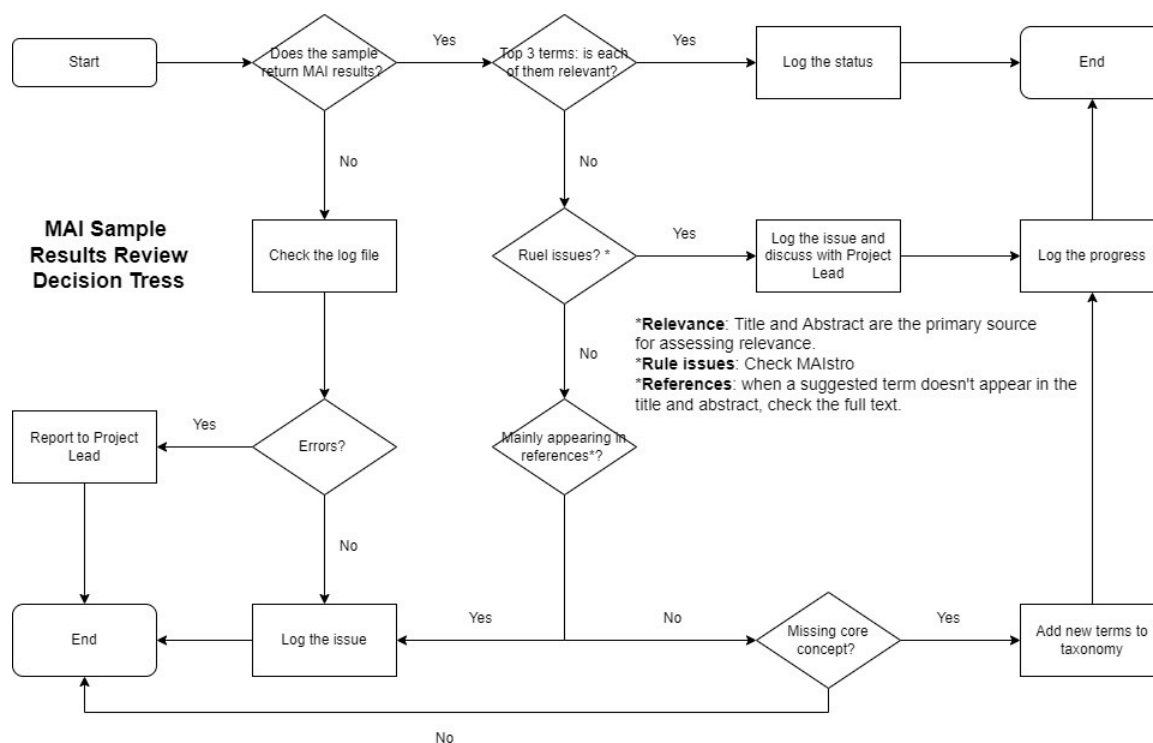 Start
Does the sample
return MAI results?
Yes
Top 3 terms: is each
of them relevant?
Yes
Log the status
End
No
No
MAI Sample
Results Review
Decision Tress
Check the log file
Ruel issues? *
Yes
Log the issue and
discuss with Project
Lead
Log the progress
*Relevance: Title and Abstract are the primary source
for assessing relevance.
*Rule issues: Check MAIstro
*References: when a suggested term doesn't appear in the
title and abstract, check the full text.
No
Report to Project
Lead
Yes
Errors?
Mainly appearing in
references*?
No
End
Log the issue
Yes
No
Missing core
concept?
Yes
Add new terms to
taxonomy
No